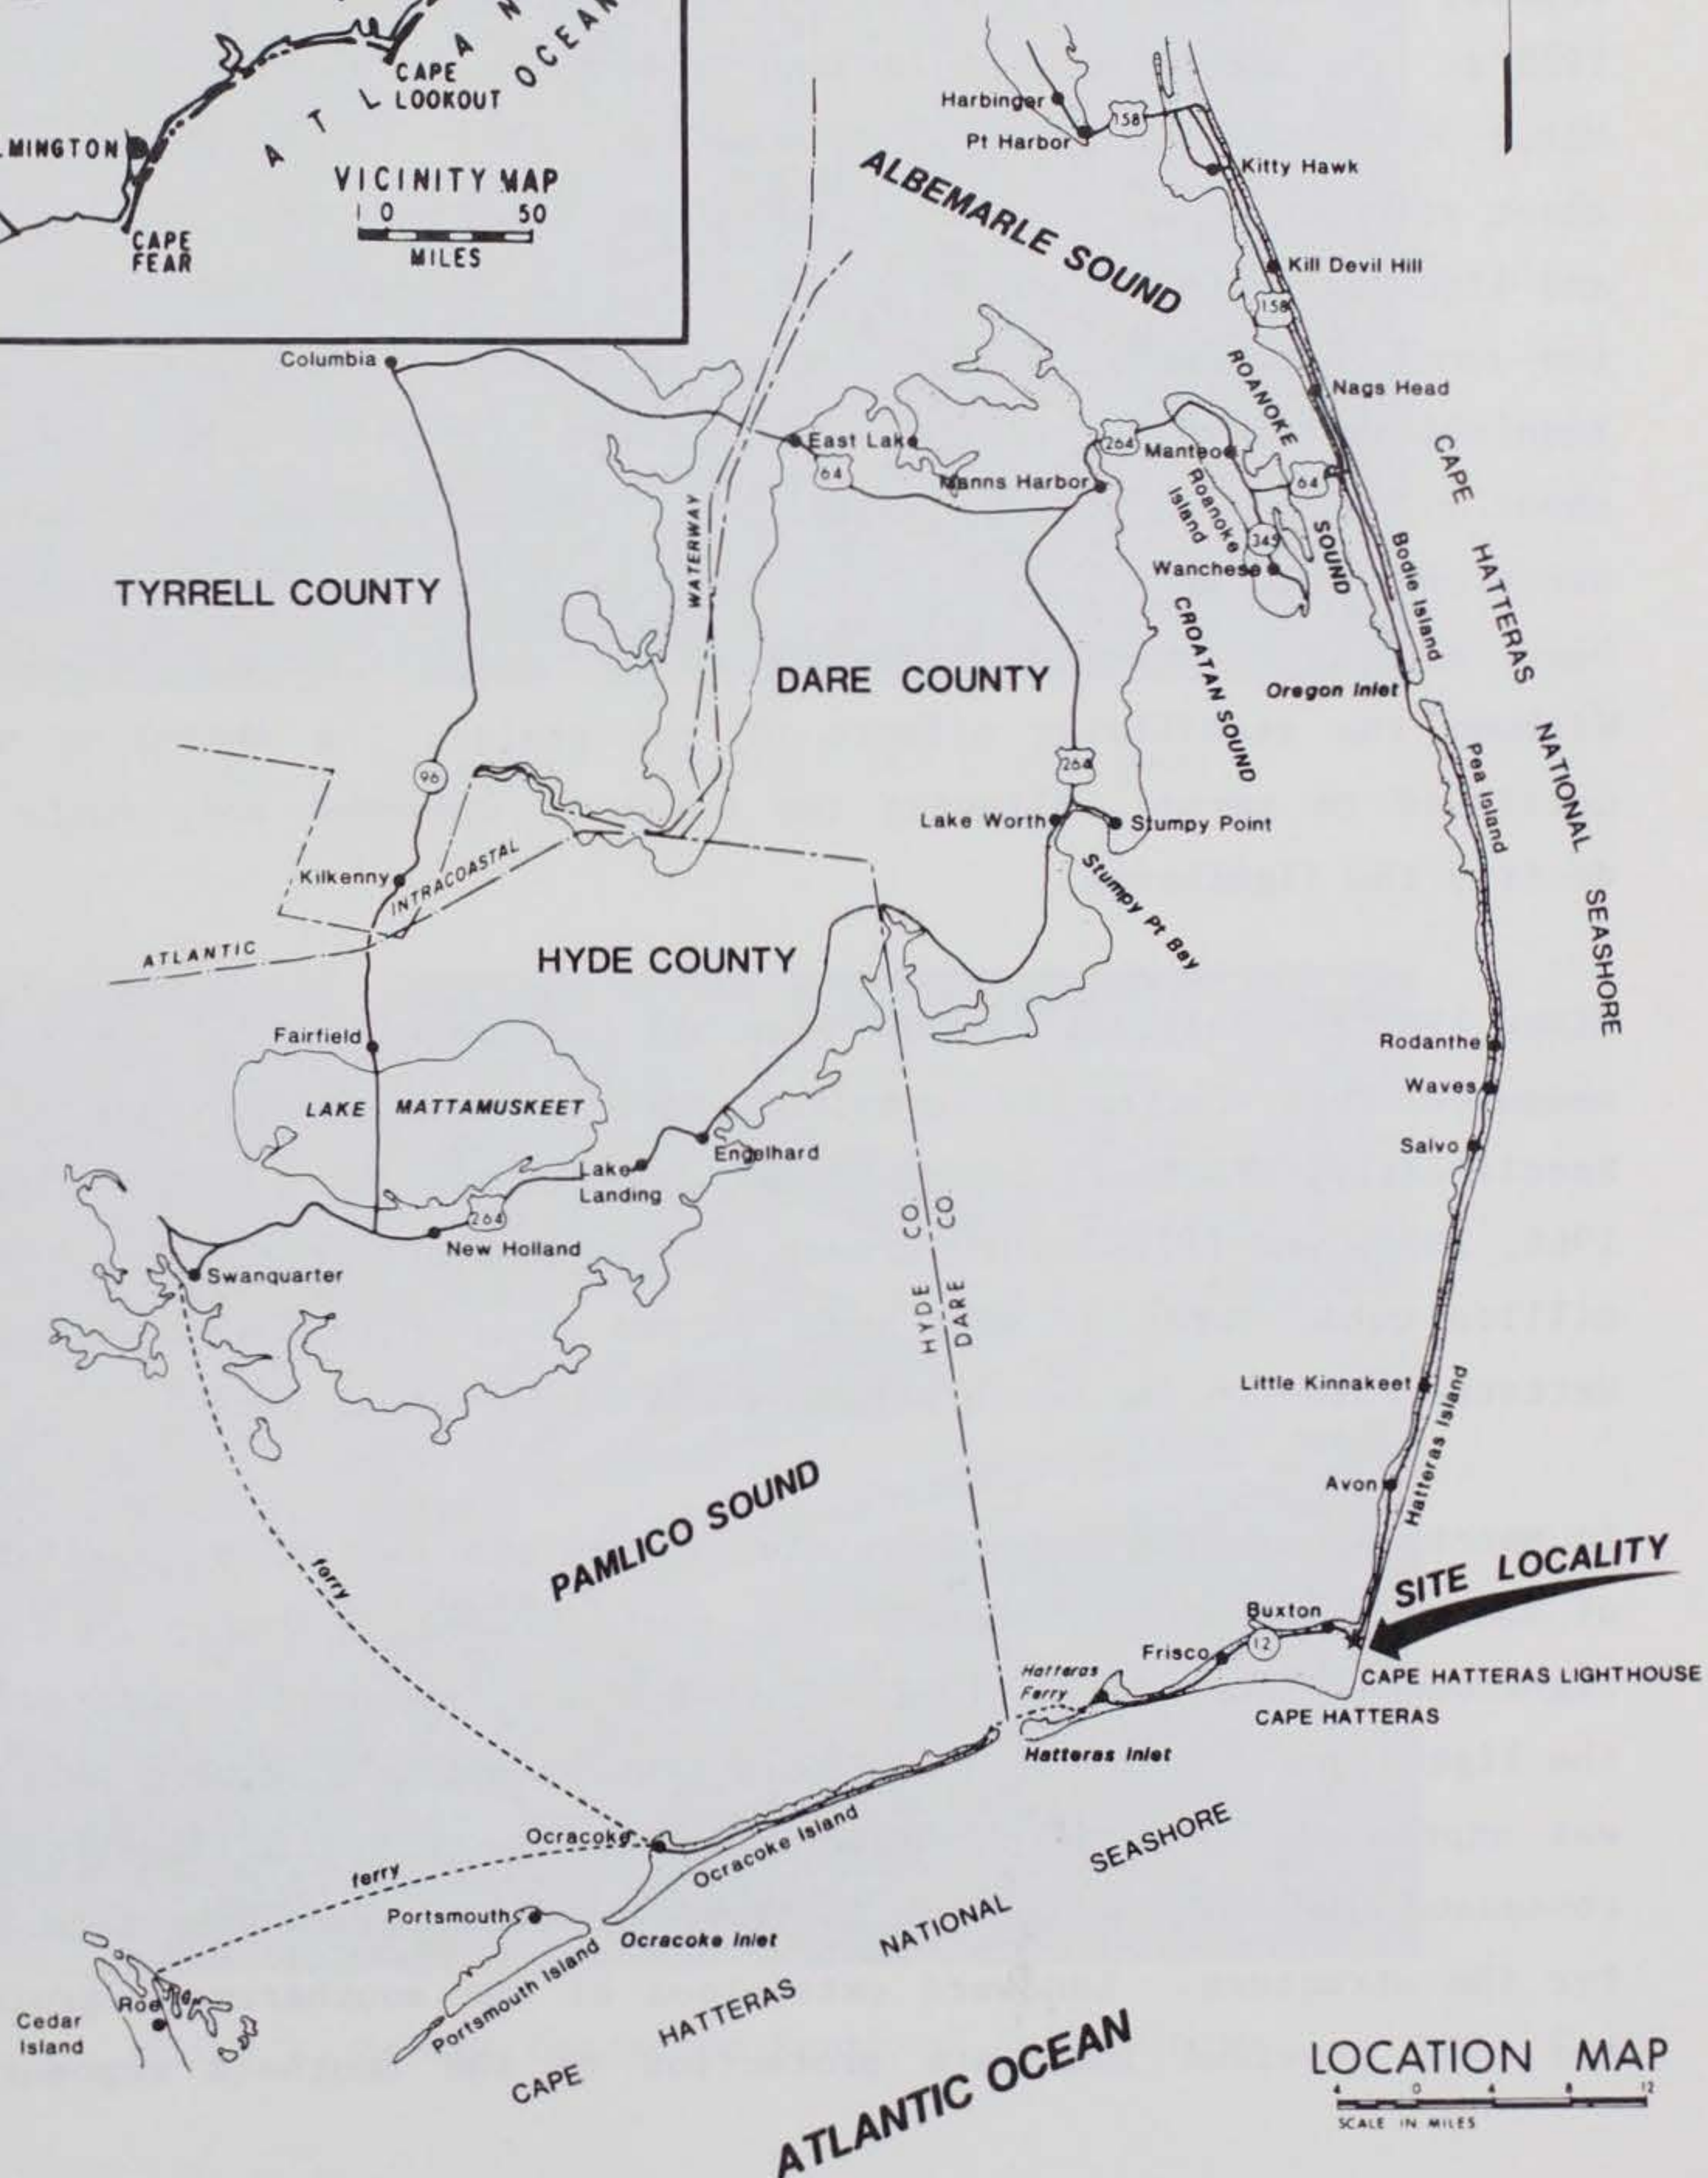 CAPE
LOOKOUT
ATLAN
OCEAN
MINGTON
VICINITY MAP
0 50
MILES
CAPE
FEAR
Harbinger
Pt Harbor
158
Kitty Hawk
ALBEMARLE SOUND
Kill Devil Hill
158
Columbia
Nags Head
ROANOKE
SOUND
East Lake
64
264
Manteo
Manns Harbor
Roanoke
Island
64
345
Wanchese
WATERWAY
TYRRELL COUNTY
DARE COUNTY
CROATAN SOUND
Bodie Island
Oregon Inlet
CAPE HATTERAS NATIONAL SEASHORE
Pea Island
96
264
Lake Worth
Stumpy Point
Stumpy Pt Bay
Kilkenny
INTRACOASTAL
ATLANTIC
HYDE COUNTY
Fairfield
LAKE MATTAMUSKEET
Rodanthe
Waves
Salvo
Engelhard
Lake
Landing
264
New Holland
Swanquarter
HYDE CO.
DARE CO.
Little Kinnakeet
Hatteras Island
Avon
PAMLICO SOUND
ferry
SITE LOCALITY
Buxton
12
Frisco
Hatteras
Ferry
CAPE HATTERAS LIGHTHOUSE
CAPE HATTERAS
Hatteras Inlet
Ocracoke
Ocracoke Island
ferry
Portsmouth
Ocracoke Inlet
Portsmouth Island
CAPE HATTERAS NATIONAL SEASHORE
Cedar
Island
Roe
ATLANTIC OCEAN
LOCATION MAP
4 0 4 8 12
SCALE IN MILES